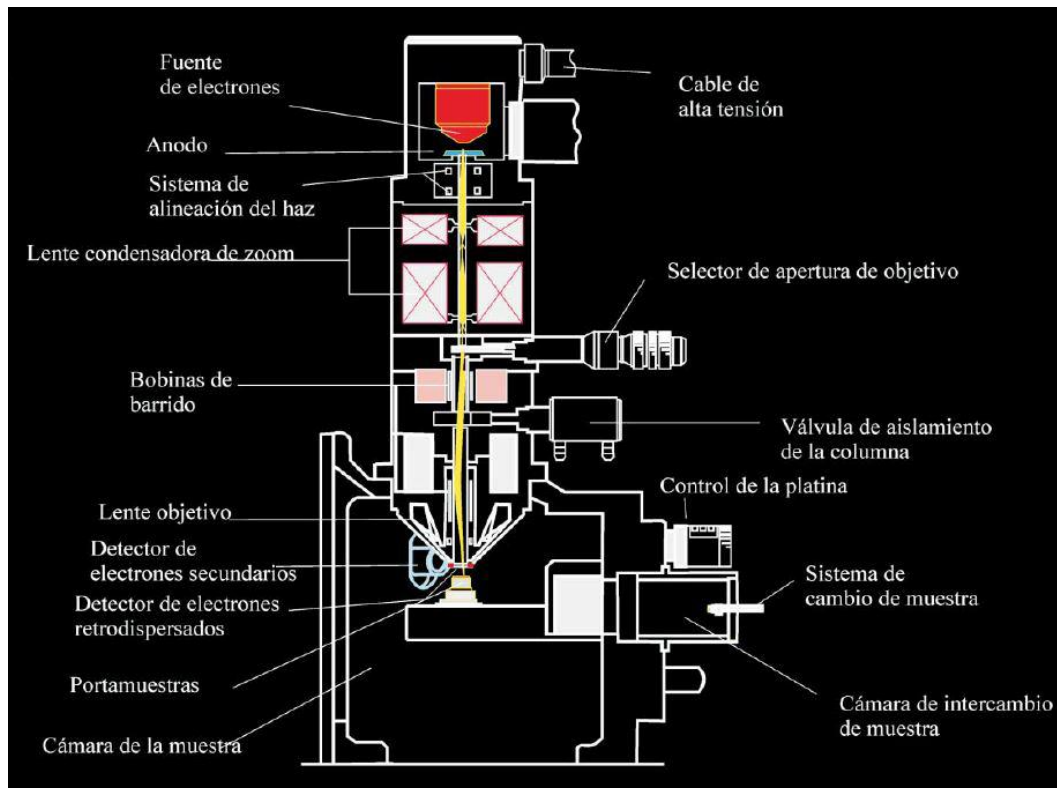 Fuente
de electrones
Anodo
Sistema de
alineación del haz
Lente condensadora de zoom
Bobinas de
barrido
Lente objetivo
Detector de
electrones secundarios
Detector de electrones
retrodispersados
Portamuestras
Cámara de la muestra
Cable de
alta tensión
Selector de apertura de objetivo
Válvula de aislamiento
de la columna
Control de la platina
Sistema de
cambio de muestra
Cámara de intercambio
de muestra